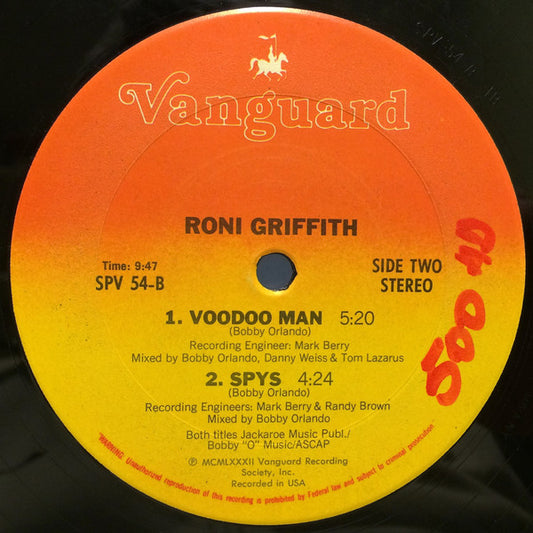 Vanguard
RONI GRIFFITH
Time: 9:47
SPV 54-B
SIDE TWO
STEREO
1. VOODOO MAN 5:20
(Bobby Orlando)
Recording Engineer: Mark Berry
Mixed by Bobby Orlando, Danny Weiss & Tom Lazarus
2. SPYS 4:24
(Bobby Orlando)
Recording Engineers: Mark Berry & Randy Brown
Mixed by Bobby Orlando
Both titles Jackaroe Music Publ./
Bobby "O" Music/ASCAP
℗ MCMLXXXII Vanguard Recording
Society, Inc.
Recorded in USA
"WARNING: Unauthorized reproduction of this recording is prohibited by Federal law and subject to criminal prosecution